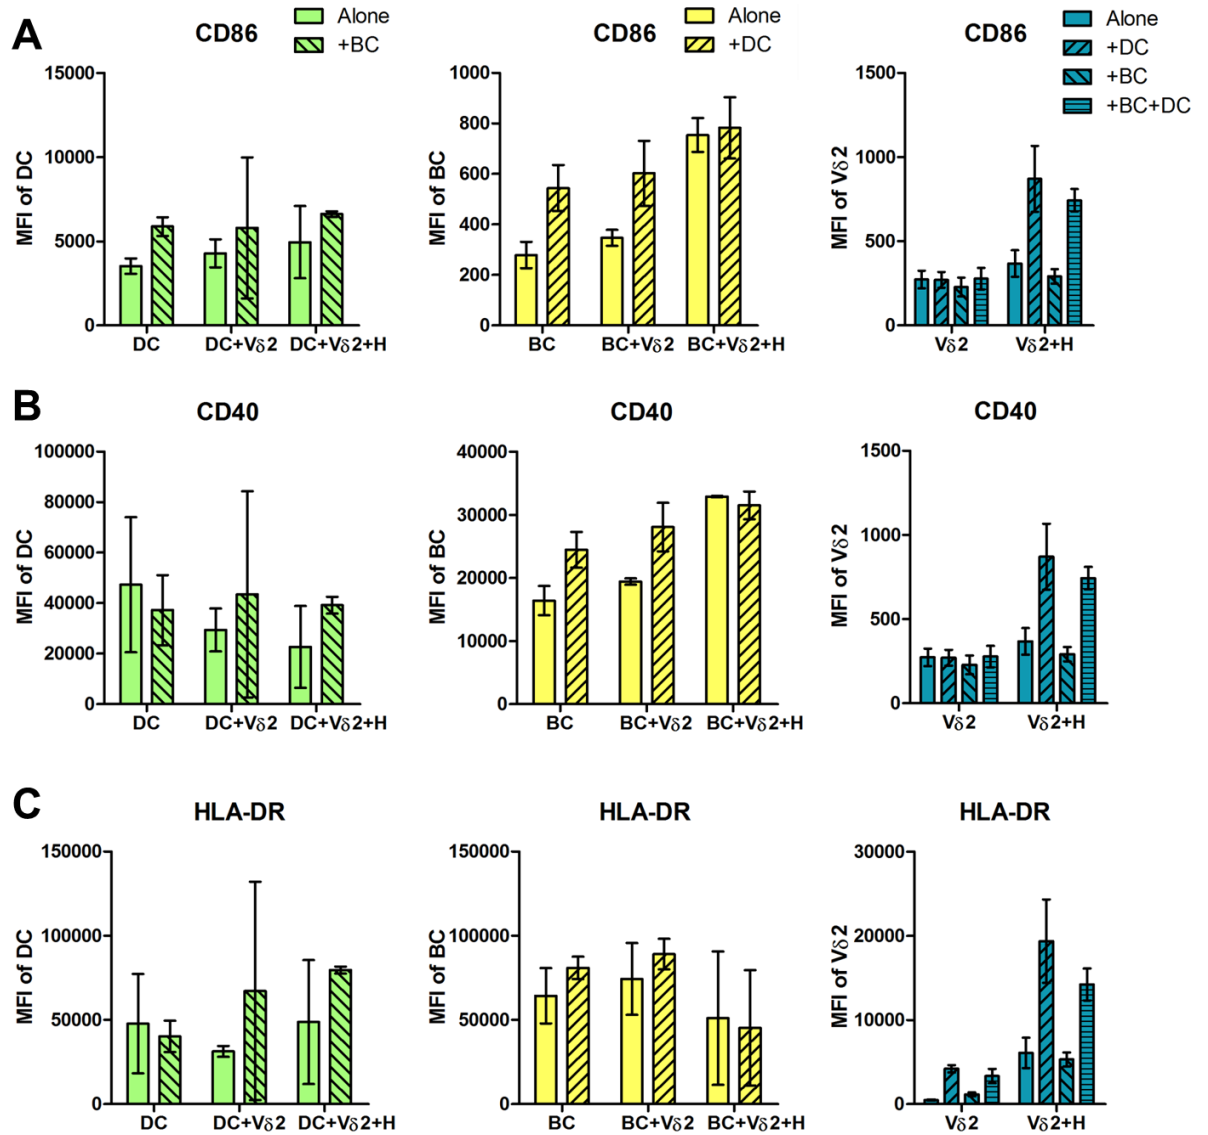 A
CD86
Alone
+BC
MFI of DC
15000
10000
5000
0
DC
DC+Vδ2
DC+Vδ2+H
CD86
Alone
+DC
MFI of BC
1000
800
600
400
200
0
BC
BC+Vδ2
BC+Vδ2+H
CD86
Alone
+DC
+BC
+BC+DC
MFI of Vδ2
1500
1000
500
0
Vδ2
Vδ2+H
B
CD40
MFI of DC
100000
80000
60000
40000
20000
0
DC
DC+Vδ2
DC+Vδ2+H
CD40
MFI of BC
40000
30000
20000
10000
0
BC
BC+Vδ2
BC+Vδ2+H
CD40
MFI of Vδ2
1500
1000
500
0
Vδ2
Vδ2+H
C
HLA-DR
MFI of DC
150000
100000
50000
0
DC
DC+Vδ2
DC+Vδ2+H
HLA-DR
MFI of BC
150000
100000
50000
0
BC
BC+Vδ2
BC+Vδ2+H
HLA-DR
MFI of Vδ2
30000
20000
10000
0
Vδ2
Vδ2+H